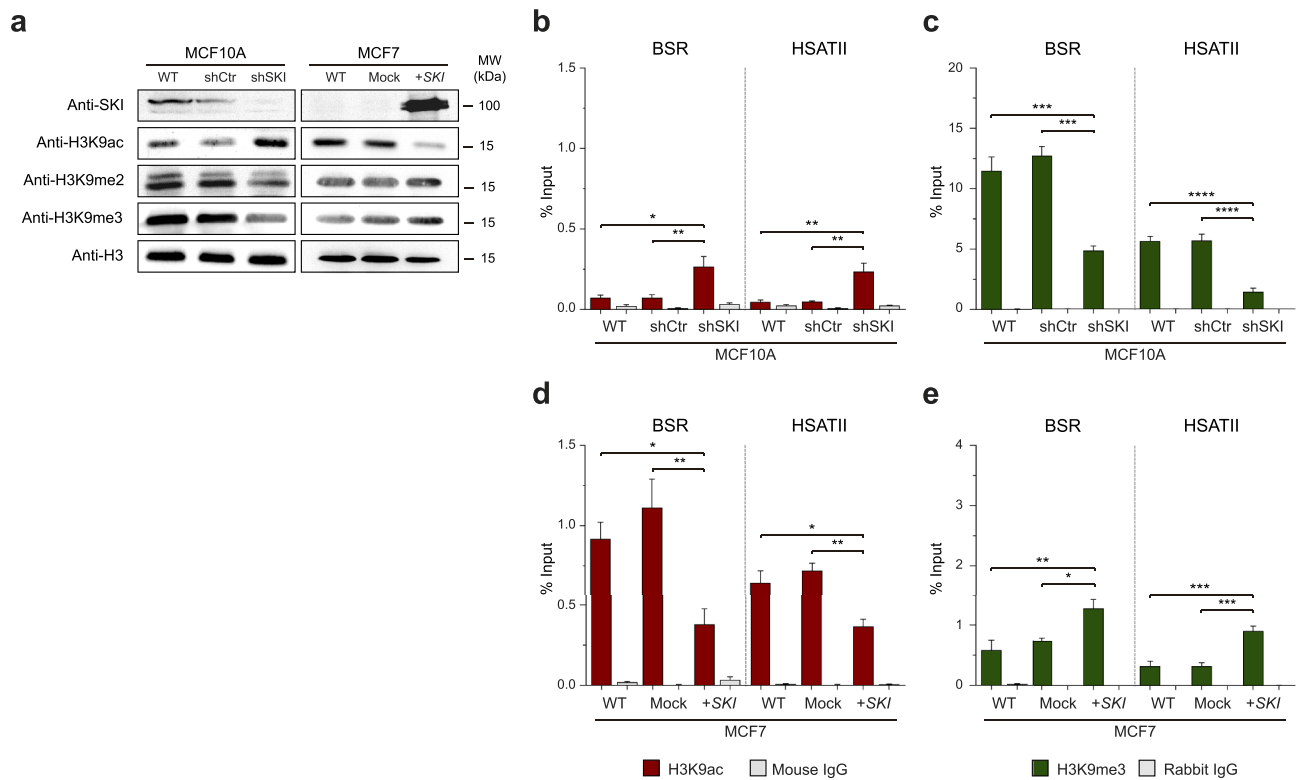 a
MCF10A MCF7 MW (kDa)
WT shCtr shSKI WT Mock +SKI
Anti-SKI 100
Anti-H3K9ac 15
Anti-H3K9me2 15
Anti-H3K9me3 15
Anti-H3 15
b
BSR HSATII
% Input
1.5
1.0
0.5
0.0
* ** ** **
WT shCtr shSKI WT shCtr shSKI
MCF10A
c
BSR HSATII
% Input
20
15
10
5
0
*** *** **** ****
WT shCtr shSKI WT shCtr shSKI
MCF10A
d
BSR HSATII
% Input
1.5
1.0
0.5
0.0
* ** * **
WT Mock +SKI WT Mock +SKI
MCF7
H3K9ac Mouse IgG
e
BSR HSATII
% Input
4
3
2
1
0
** * *** ***
WT Mock +SKI WT Mock +SKI
MCF7
H3K9me3 Rabbit IgG